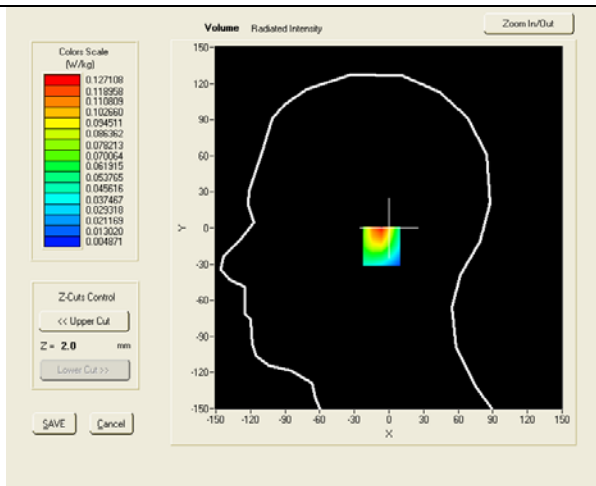 Volume Radiated Intensity
Zoom In/Out
Colors Scale
(W/kg)
0.127108
0.118958
0.110809
0.102660
0.094511
0.086362
0.078213
0.070064
0.061915
0.053765
0.045616
0.037467
0.029318
0.021169
0.013020
0.004871
Z-Cuts Control
<< Upper Cut
Z = 2.0 mm
Lower Cut >>
SAVE Cancel
150
120
90
60
30
0
-30
-60
-90
-120
-150
Y
-150 -120 -90 -60 -30 0 30 60 90 120 150
X